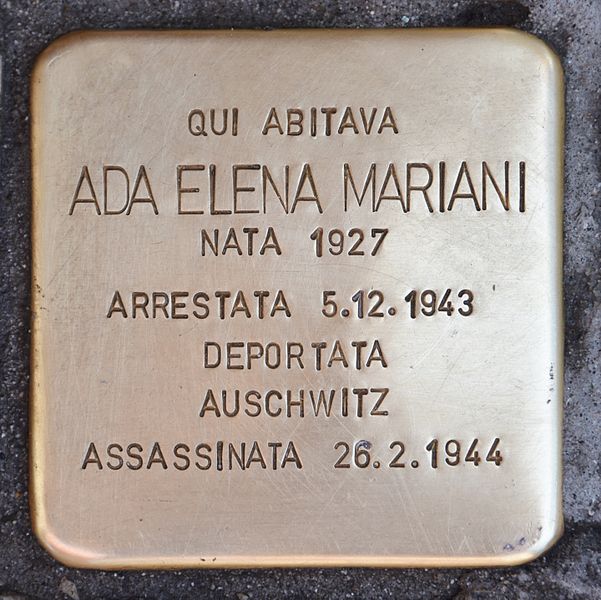 QUI ABITAVA
ADA ELENA MARIANI
NATA 1927
ARRESTATA 5.12.1943
DEPORTATA
AUSCHWITZ
ASSASSINATA 26.2.1944